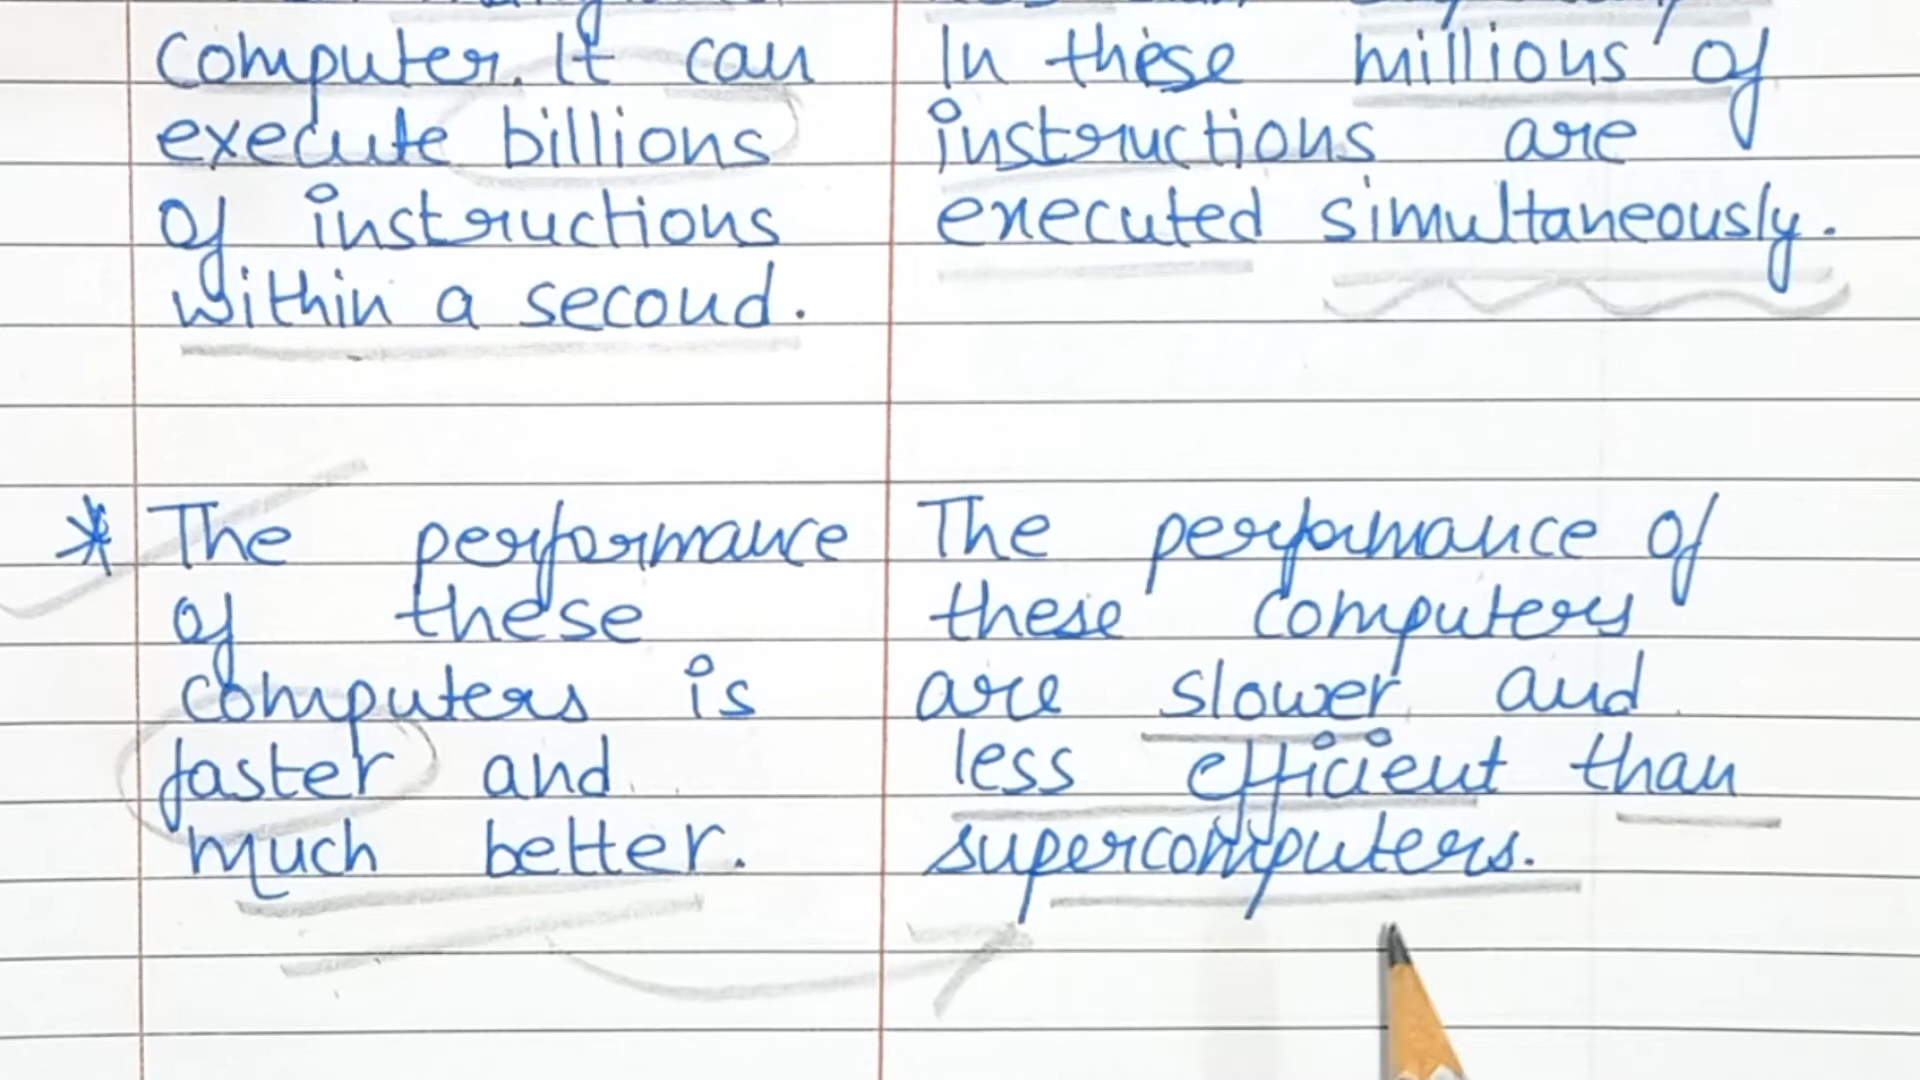 computer. It can
execute billions
of instructions
within a second.
In these millions of
instructions are
executed simultaneously.
* The performance
of these
computers is
faster and
much better.
The performance of
these computers
are slower and
less efficient than
supercomputers.